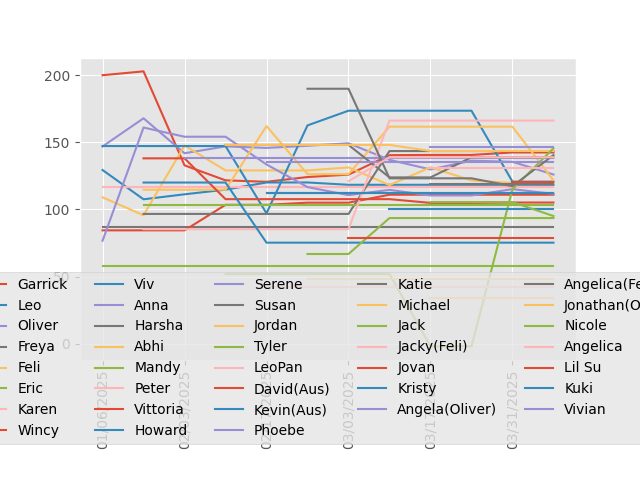 200
150
100
50
0
Garrick Viv Serene Katie Angelica(Fe
Leo Anna Susan Michael Jonathan(O
Oliver Harsha Jordan Jack Nicole
Freya Abhi Tyler Jacky(Feli) Angelica
Feli Mandy LeoPan Jovan Lil Su
Eric Peter David(Aus) Kristy Kuki
Karen Vittoria Kevin(Aus) Angela(Oliver) Vivian
Wincy Howard Phoebe
01/06/2025 02/03/2025 03/03/2025 03/31/2025